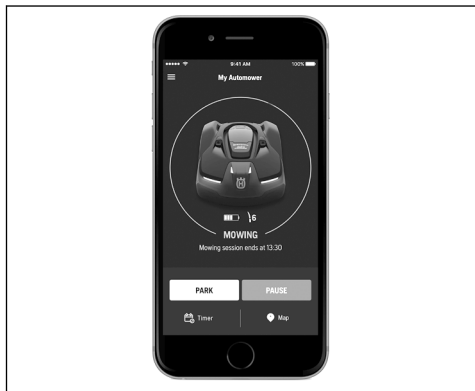 9:41 AM 100%
My Automower
6
MOWING
Mowing session ends at 13:30
PARK PAUSE
Timer Map